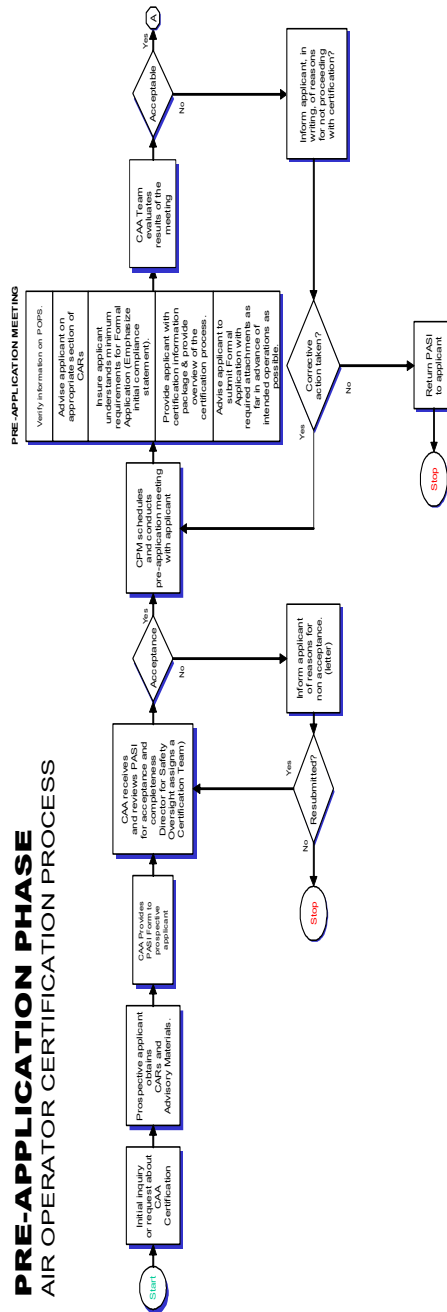 PRE-APPLICATION PHASE
AIR OPERATOR CERTIFICATION PROCESS
Start
Initial inquiry
or request about
CAA
Certification
Prospective applicant
obtains
CARs and
Advisory Materials.
CAA Provides
PASI Form to
prospective
applicant
CAA receives
and reviews PASI
for acceptance and
completeness
Director for Safety
Oversight assigns a
Certification Team)
Acceptance
Yes
No
Inform applicant
of reasons for
non acceptance.
(letter)
Resubmitted?
Yes
No
Stop
CPM schedules
and conducts
pre-application meeting
with applicant
PRE-APPLICATION MEETING
Verify information on POPS.
Advise applicant on
appropriate section of
CARs
Insure applicant
understands minimum
requirements for Formal
Application (Emphasize
initial compliance
statement).
Provide applicant with
certification information
package & provide
overview of the
certification process.
Advise applicant to
submit Formal
Application with
required attachments as
far in advance of
intended operations as
possible.
CAA Team
evaluates
results of the
meeting
Acceptable
Yes
A
No
Inform applicant, in
writing, of reasons
for not proceeding
with certification?
Corrective
action taken?
Yes
No
Return PASI
to applicant
Stop